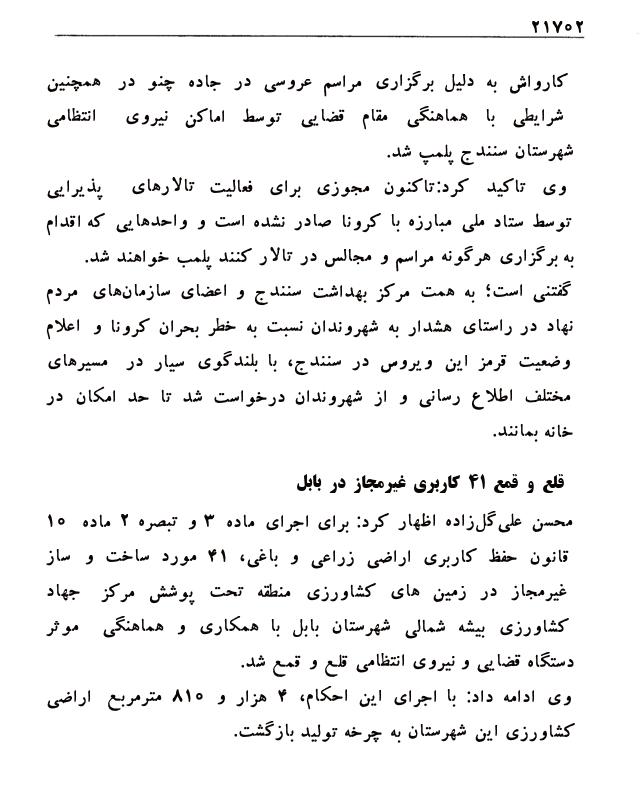 ۲۱۷۰۲
کارواش به دلیل برگزاری مراسم عروسی در جاده چنو در همچنین
شرایطی با هماهنگی مقام قضایی توسط اماکن نیروی انتظامی
شهرستان سنندج پلمپ شد.
وی تاکید کرد:تاکنون مجوزی برای فعالیت تالارهای پذیرایی
توسط ستاد ملی مبارزه با کرونا صادر نشده است و واحدهایی که اقدام
به برگزاری هرگونه مراسم و مجالس در تالار کنند پلمب خواهند شد.
گفتنی است؛ به همت مرکز بهداشت سنندج و اعضای سازمان‌های مردم
نهاد در راستای هشدار به شهروندان نسبت به خطر بحران کرونا و اعلام
وضعیت قرمز این ویروس در سنندج، با بلندگوی سیار در مسیرهای
مختلف اطلاع رسانی و از شهروندان درخواست شد تا حد امکان در
خانه بمانند.
قلع و قمع ۴۱ کاربری غیرمجاز در بابل
محسن علی‌گل‌زاده اظهار کرد: برای اجرای ماده ۳ و تبصره ۲ ماده ۱۰
قانون حفظ کاربری اراضی زراعی و باغی، ۴۱ مورد ساخت و ساز
غیرمجاز در زمین های کشاورزی منطقه تحت پوشش مرکز جهاد
کشاورزی بیشه شمالی شهرستان بابل با همکاری و هماهنگی موثر
دستگاه قضایی و نیروی انتظامی قلع و قمع شد.
وی ادامه داد: با اجرای این احکام، ۴ هزار و ۸۱۰ مترمربع اراضی
کشاورزی این شهرستان به چرخه تولید بازگشت.